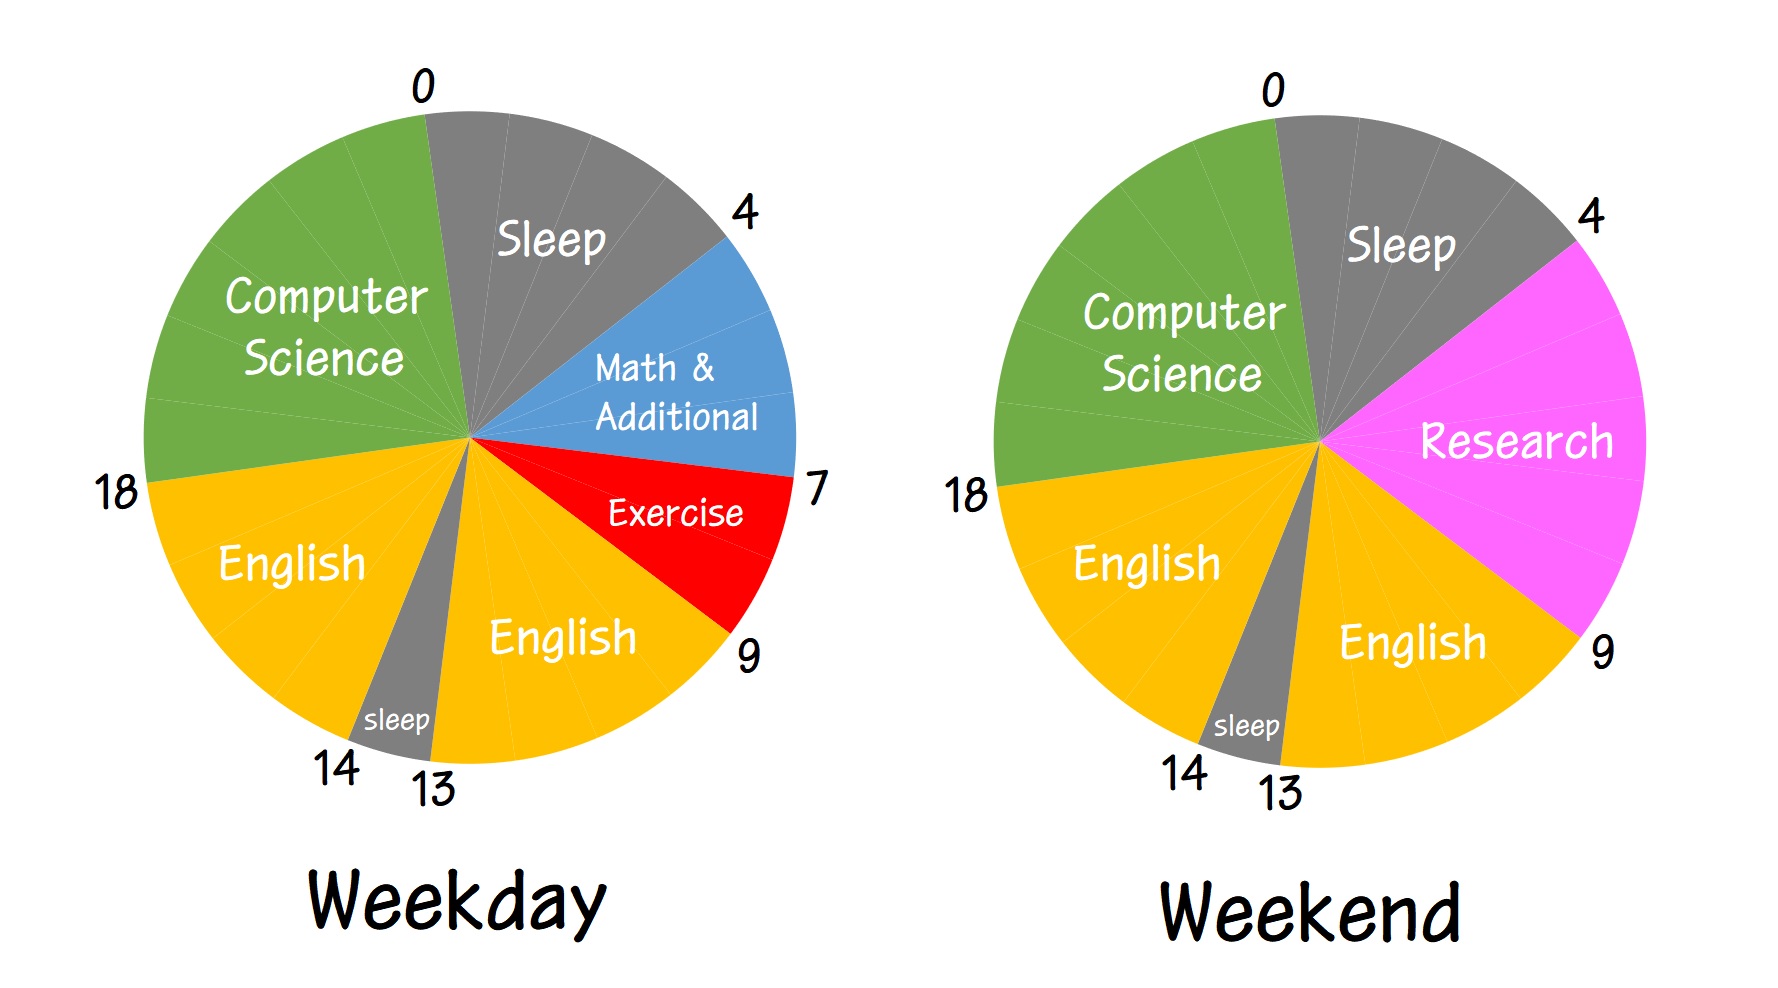 0
4
Sleep
Computer
Science
Math &
Additional
7
18
Exercise
English
English
9
sleep
14
13
Weekday
0
4
Sleep
Computer
Science
Research
18
English
English
9
sleep
14
13
Weekend